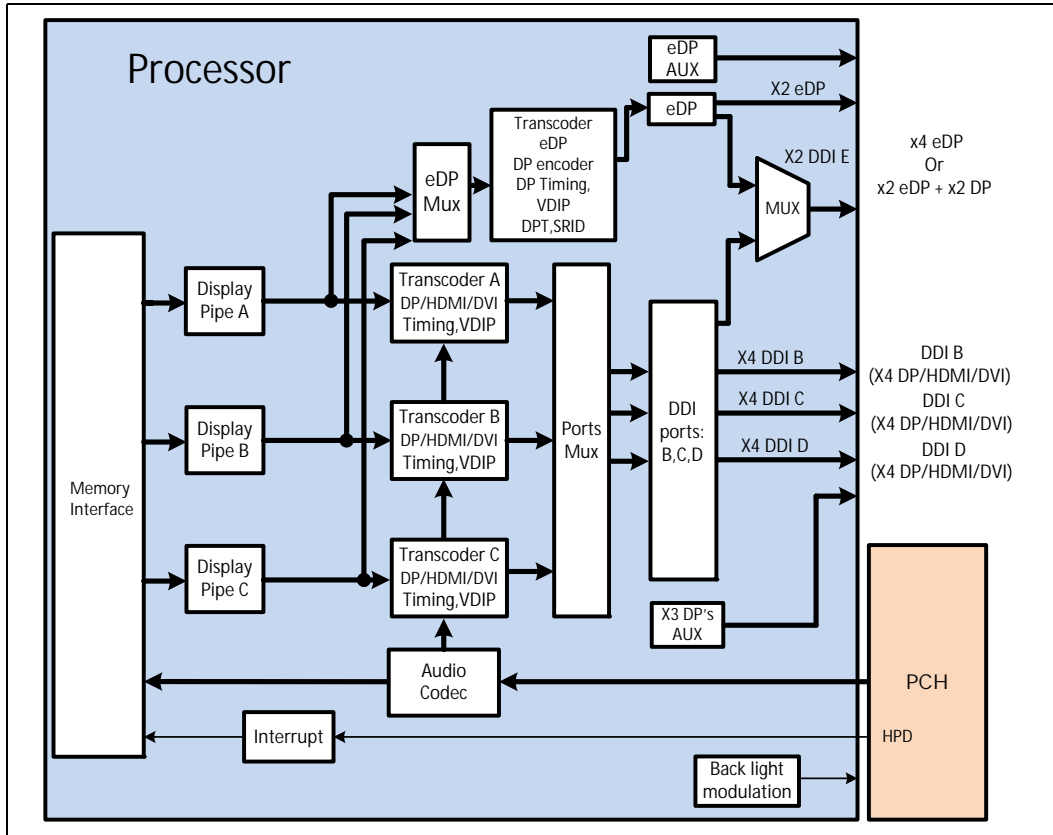 Processor
eDP
AUX
X2 eDP
eDP
Transcoder
eDP
DP encoder
DP Timing,
VDIP
DPT,SRID
eDP
Mux
X2 DDI E
MUX
x4 eDP
Or
x2 eDP + x2 DP
Memory
Interface
Display
Pipe A
Transcoder A
DP/HDMI/DVI
Timing,VDIP
Display
Pipe B
Transcoder B
DP/HDMI/DVI
Timing,VDIP
Display
Pipe C
Transcoder C
DP/HDMI/DVI
Timing,VDIP
Ports
Mux
DDI
ports:
B,C,D
X4 DDI B
X4 DDI C
X4 DDI D
DDI B
(X4 DP/HDMI/DVI)
DDI C
(X4 DP/HDMI/DVI)
DDI D
(X4 DP/HDMI/DVI)
X3 DP's
AUX
Audio
Codec
PCH
Interrupt
HPD
Back light
modulation